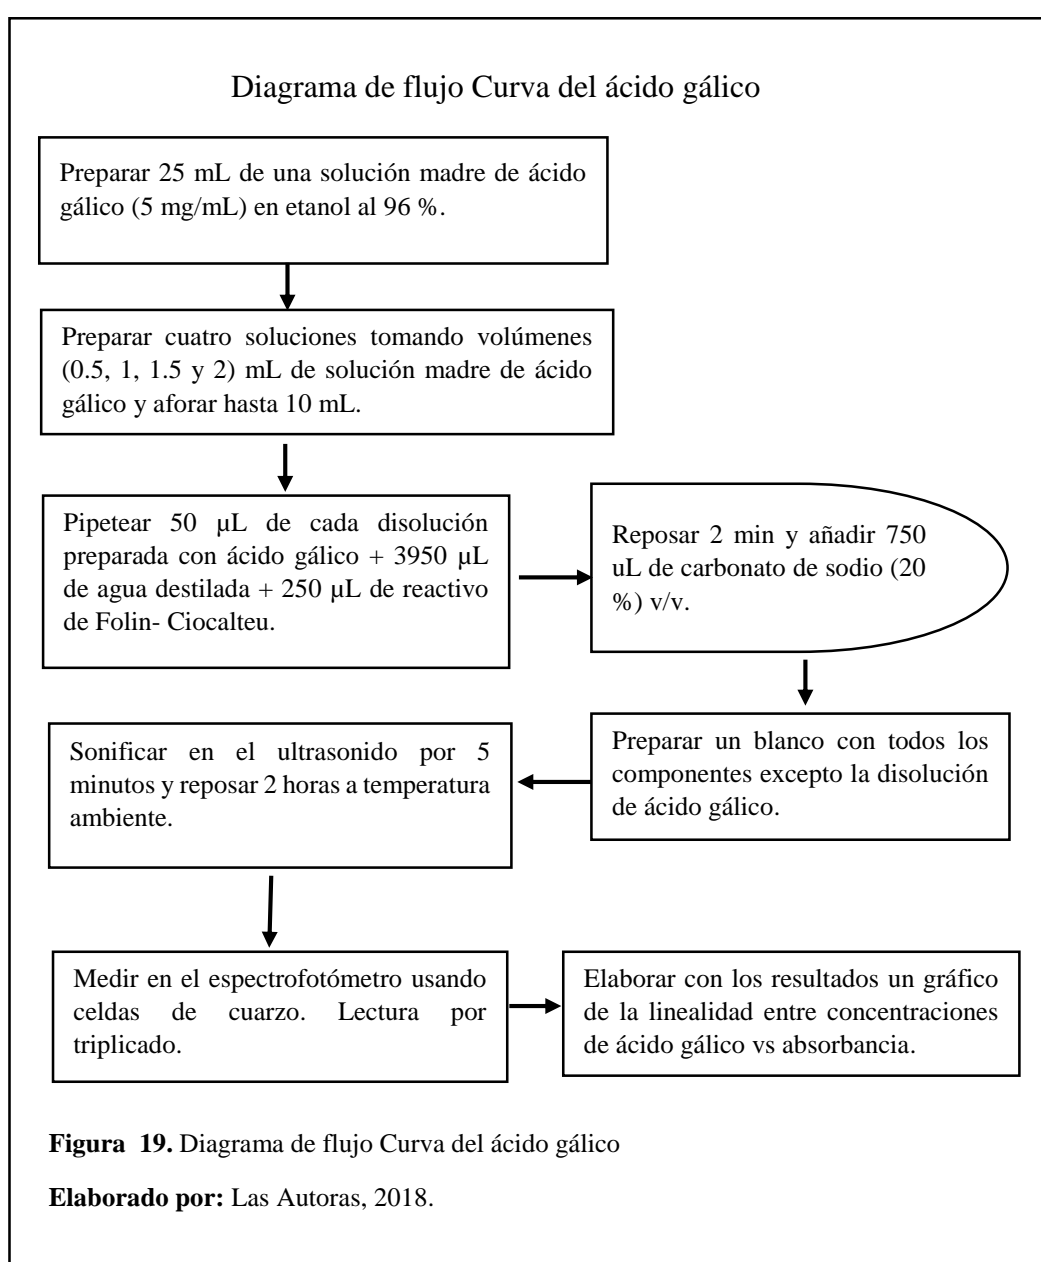 Diagrama de flujo Curva del ácido gálico
Preparar 25 mL de una solución madre de ácido
gálico (5 mg/mL) en etanol al 96 %.
Preparar cuatro soluciones tomando volúmenes
(0.5, 1, 1.5 y 2) mL de solución madre de ácido
gálico y aforar hasta 10 mL.
Pipetear 50 µL de cada disolución
preparada con ácido gálico + 3950 µL
de agua destilada + 250 µL de reactivo
de Folin- Ciocalteu.
Reposar 2 min y añadir 750
uL de carbonato de sodio (20
%) v/v.
Preparar un blanco con todos los
componentes excepto la disolución
de ácido gálico.
Sonificar en el ultrasonido por 5
minutos y reposar 2 horas a temperatura
ambiente.
Medir en el espectrofotómetro usando
celdas de cuarzo. Lectura por
triplicado.
Elaborar con los resultados un gráfico
de la linealidad entre concentraciones
de ácido gálico vs absorbancia.
Figura 19. Diagrama de flujo Curva del ácido gálico
Elaborado por: Las Autoras, 2018.